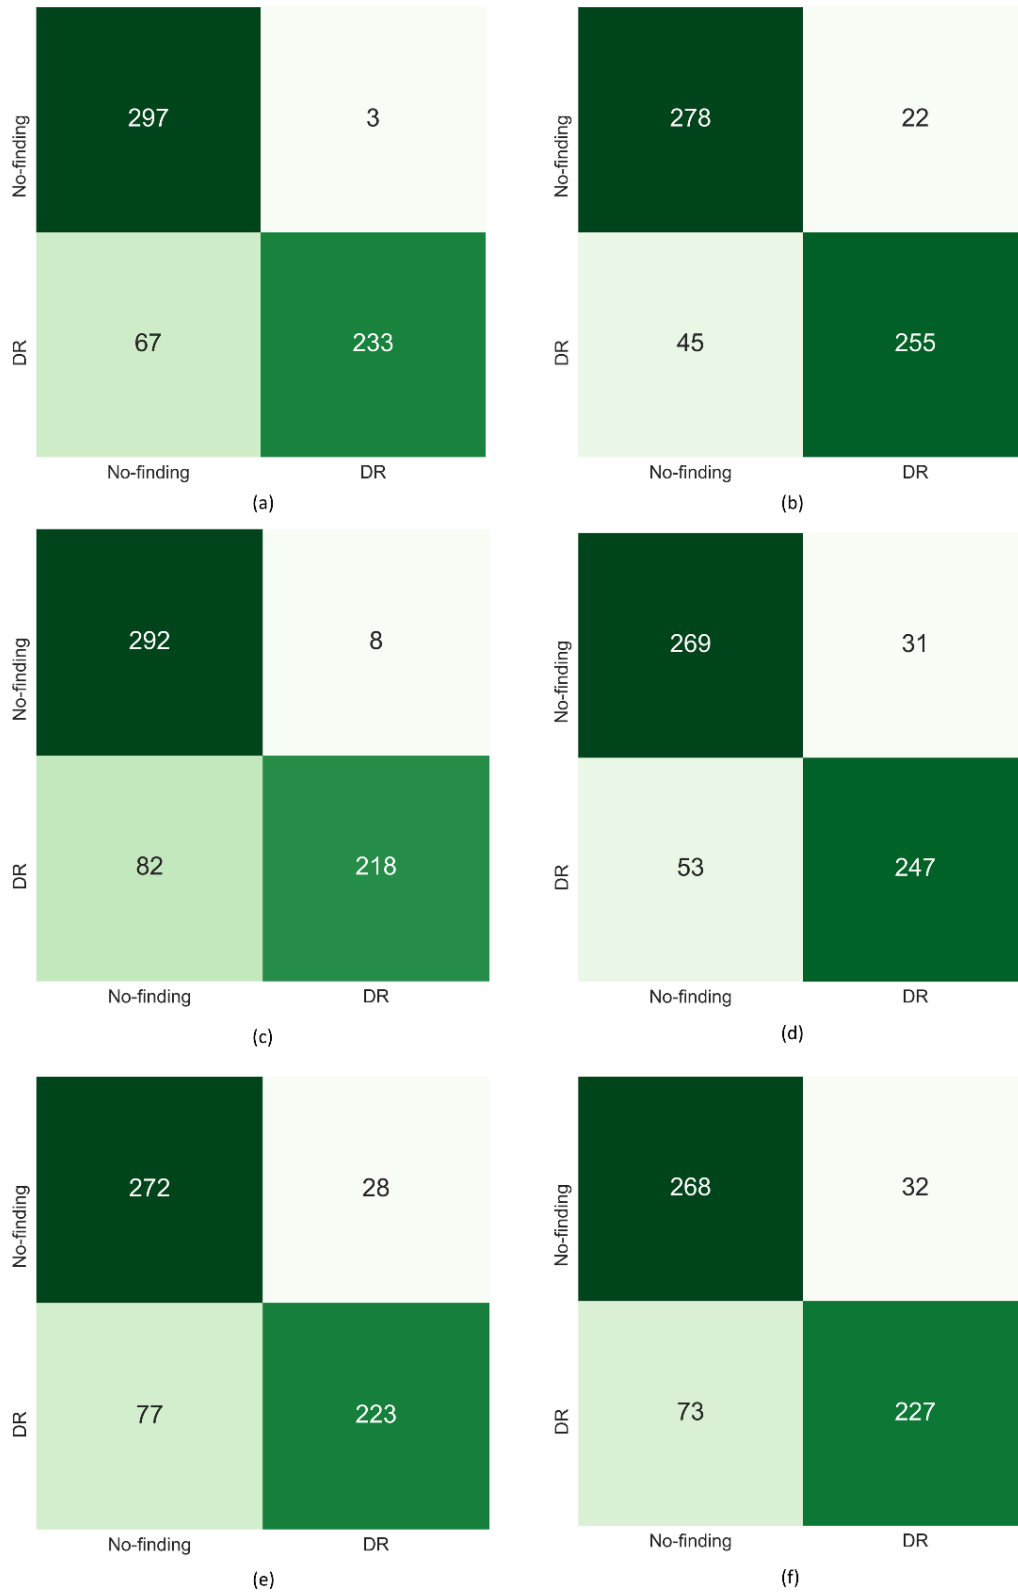 No-finding
297
3
DR
67
233
No-finding
DR
(a)
No-finding
278
22
DR
45
255
No-finding
DR
(b)
No-finding
292
8
DR
82
218
No-finding
DR
(c)
No-finding
269
31
DR
53
247
No-finding
DR
(d)
No-finding
272
28
DR
77
223
No-finding
DR
(e)
No-finding
268
32
DR
73
227
No-finding
DR
(f)